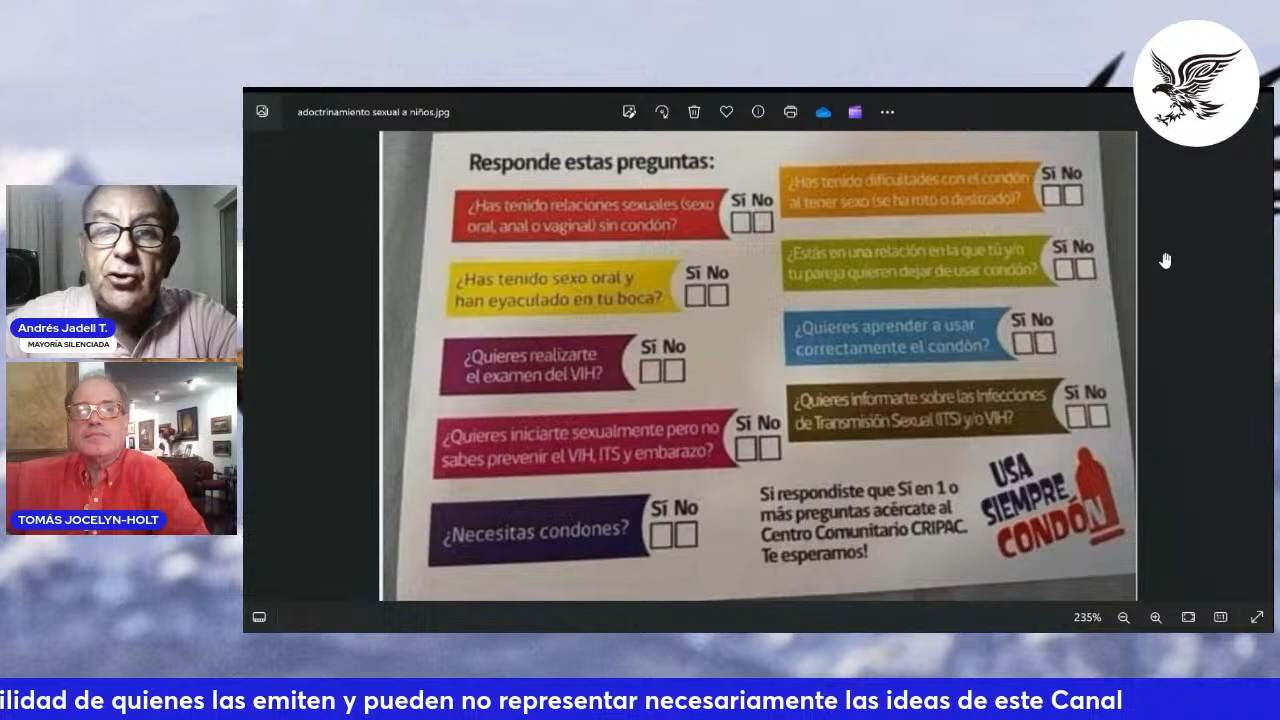 adoctrinamiento sexual a niños.jpg
Responde estas preguntas:
¿Has tenido relaciones sexuales (sexo
oral, anal o vaginal) sin condón?
Sí No
¿Has tenido sexo oral y
han eyaculado en tu boca?
Sí No
¿Quieres realizarte
el examen del VIH?
Sí No
¿Quieres iniciarte sexualmente pero no
sabes prevenir el VIH, ITS y embarazo?
Sí No
¿Necesitas condones?
Sí No
¿Has tenido dificultades con el condón
al tener sexo (se ha roto o deslizado)?
Sí No
¿Estás en una relación en la que tú y/o
tu pareja quieren dejar de usar condón?
Sí No
¿Quieres aprender a usar
correctamente el condón?
Sí No
¿Quieres informarte sobre las Infecciones
de Transmisión Sexual (ITS) y/o VIH?
Sí No
Si respondiste que Sí en 1 o
más preguntas acércate al
Centro Comunitario CRIPAC.
Te esperamos!
USA
SIEMPRE
CONDÓN
235%
1:1
Andrés Jadell T.
MAYORÍA SILENCIADA
TOMÁS JOCELYN-HOLT
ilidad de quienes las emiten y pueden no representar necesariamente las ideas de este Canal